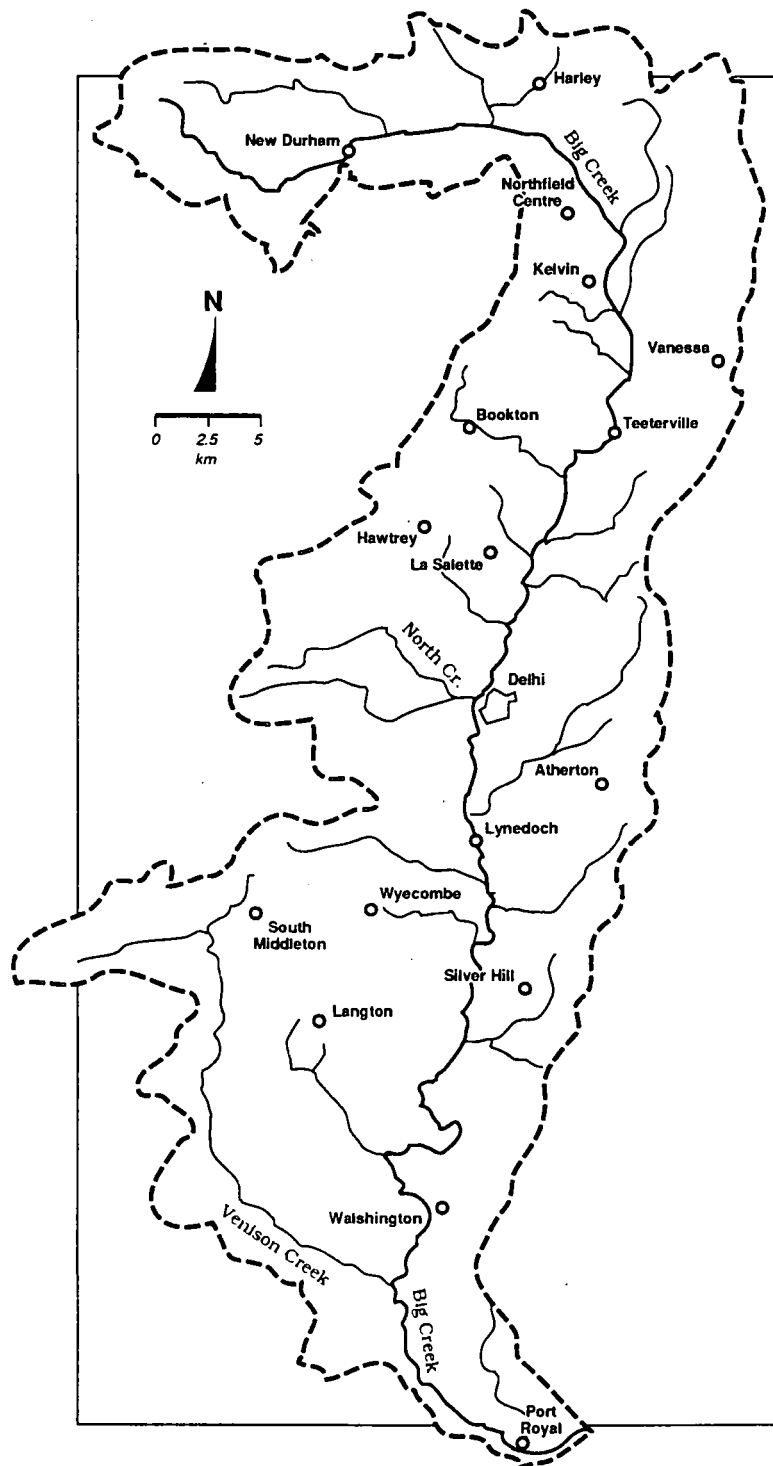 Harley
New Durham
Big Creek
Northfield
Centre
Kelvin
N
Vanessa
0 2.5 5
km
Bookton
Teeterville
Hawtrey
La Salette
North Cr.
Delhi
Atherton
Lynedoch
Wyecombe
South
Middleton
Silver Hill
Langton
Walshington
Venison Creek
Big Creek
Port
Royal